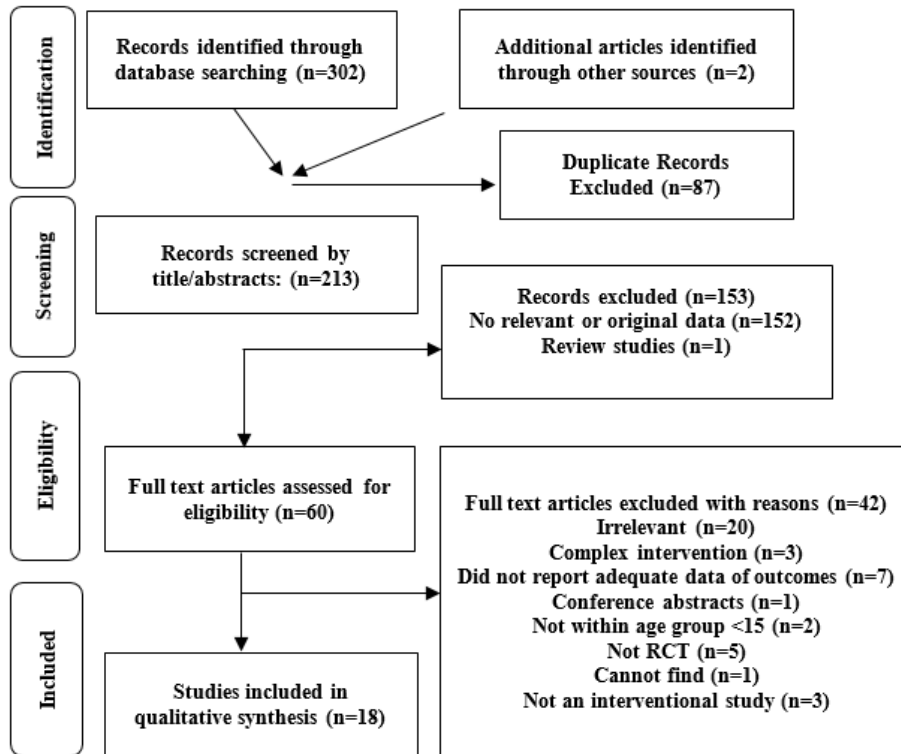 Identification
Records identified through
database searching (n=302)
Additional articles identified
through other sources (n=2)
Duplicate Records
Excluded (n=87)
Screening
Records screened by
title/abstracts: (n=213)
Records excluded (n=153)
No relevant or original data (n=152)
Review studies (n=1)
Eligibility
Full text articles assessed for
eligibility (n=60)
Full text articles excluded with reasons (n=42)
Irrelevant (n=20)
Complex intervention (n=3)
Did not report adequate data of outcomes (n=7)
Conference abstracts (n=1)
Not within age group <15 (n=2)
Not RCT (n=5)
Cannot find (n=1)
Not an interventional study (n=3)
Included
Studies included in
qualitative synthesis (n=18)